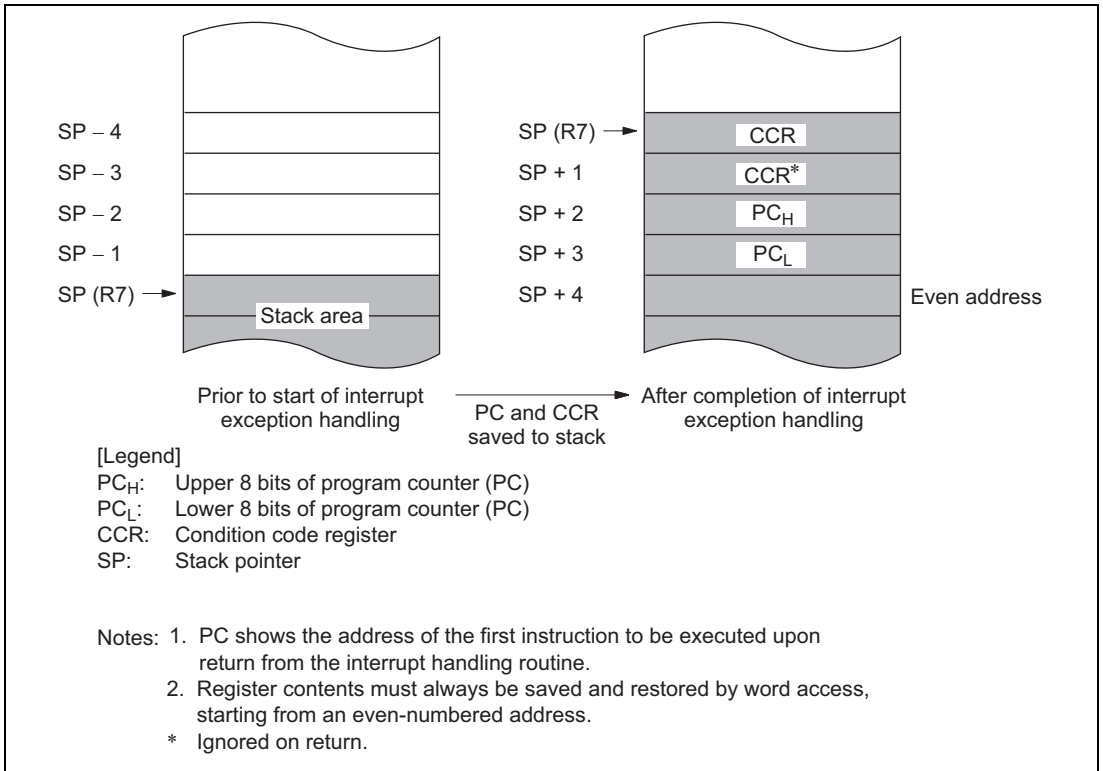 SP – 4
SP – 3
SP – 2
SP – 1
SP (R7)
Stack area
SP (R7)
SP + 1
SP + 2
SP + 3
SP + 4
CCR
CCR*
PCH
PCL
Even address
Prior to start of interrupt
exception handling
PC and CCR
saved to stack
After completion of interrupt
exception handling
[Legend]
PCH: Upper 8 bits of program counter (PC)
PCL: Lower 8 bits of program counter (PC)
CCR: Condition code register
SP: Stack pointer
Notes: 1. PC shows the address of the first instruction to be executed upon
return from the interrupt handling routine.
2. Register contents must always be saved and restored by word access,
starting from an even-numbered address.
* Ignored on return.